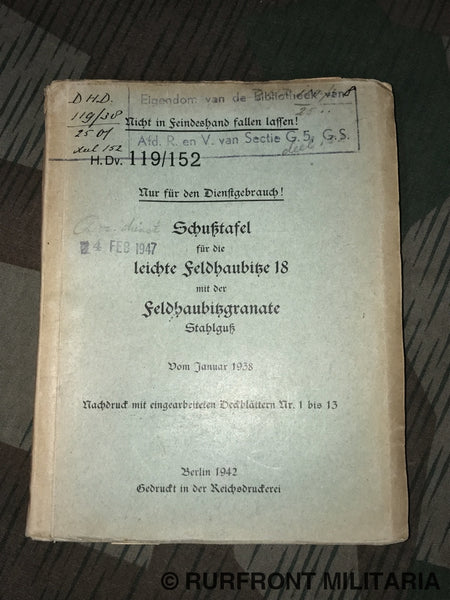 D.H.D.
119/38
25
152
Eigendom van de Bibliotheek van
Afd. R. en V. van Sectie G.5, G.S.
Nicht in Feindeshand fallen lassen!
H. Dv. 119/152
Nur für den Dienstgebrauch!
24 FEB 1947
Schußtafel
für die
leichte Feldhaubitze 18
mit der
Feldhaubitzgranate
Stahlguß
Vom Januar 1938
Nachdruck mit eingearbeiteten Deckblättern Nr. 1 bis 13
Berlin 1942
Gedruckt in der Reichsdruckerei
© RURFRONT MILITARIA